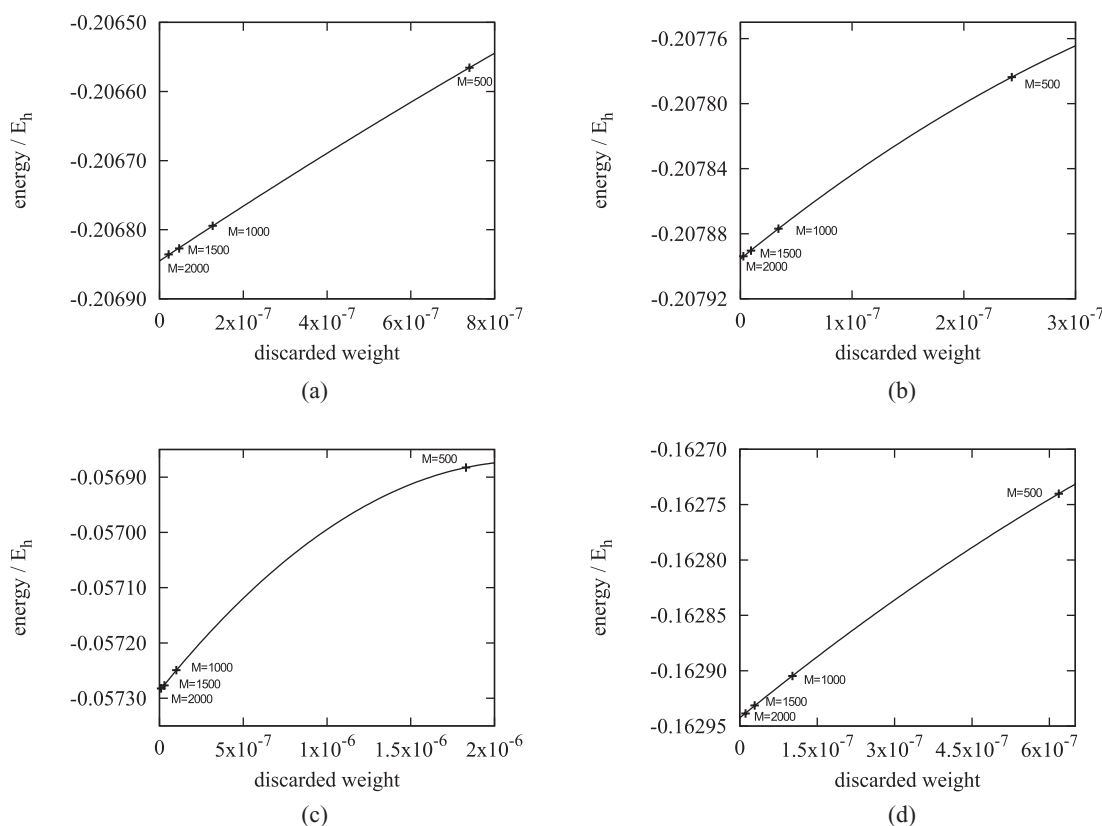 -0.20650
-0.20660
-0.20670
-0.20680
-0.20690
energy / E_h
M=500
M=1000
M=1500
M=2000
0 2x10^-7 4x10^-7 6x10^-7 8x10^-7
discarded weight
(a)
-0.20776
-0.20780
-0.20784
-0.20788
-0.20792
energy / E_h
M=500
M=1000
M=1500
M=2000
0 1x10^-7 2x10^-7 3x10^-7
discarded weight
(b)
-0.05690
-0.05700
-0.05710
-0.05720
-0.05730
energy / E_h
M=500
M=1000
M=1500
M=2000
0 5x10^-7 1x10^-6 1.5x10^-6 2x10^-6
discarded weight
(c)
-0.16270
-0.16275
-0.16280
-0.16285
-0.16290
-0.16295
energy / E_h
M=500
M=1000
M=1500
M=2000
0 1.5x10^-7 3x10^-7 4.5x10^-7 6x10^-7
discarded weight
(d)